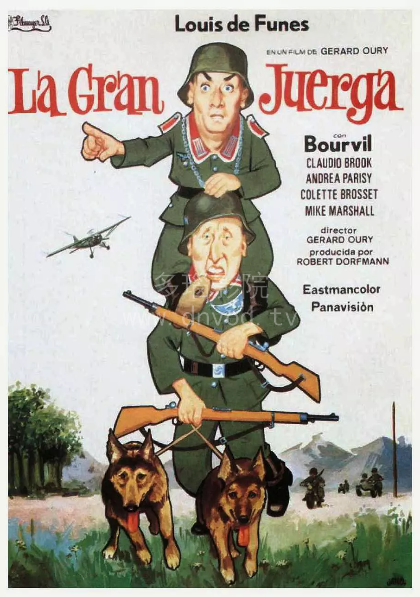 Louis de Funes
EN UN FILM DE GERARD OURY
LA GRAN JUERGA
con
Bourvil
CLAUDIO BROOK
ANDREA PARISY
COLETTE BROSSET
MIKE MARSHALL
director
GERARD OURY
producida por
ROBERT DORFMANN
Eastmancolor
Panavisión